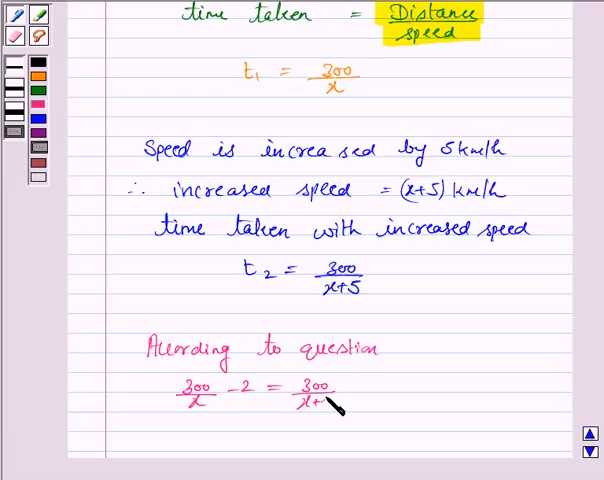 time taken = Distance / speed
t₁ = 300 / x
Speed is increased by 5km/h
∴ increased speed = (x+5) km/h
time taken with increased speed
t₂ = 300 / x+5
According to question
300 / x - 2 = 300 / x+